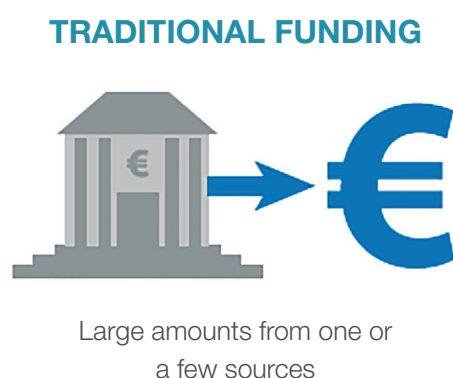 TRADITIONAL FUNDING
€
€
Large amounts from one or
a few sources